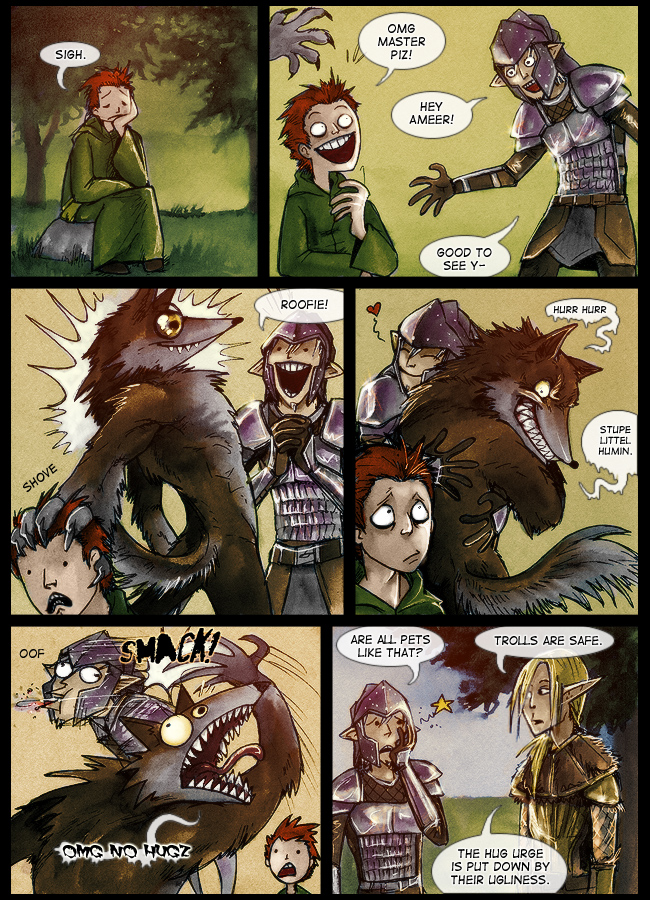 SIGH.
OMG
MASTER
PIZ!
HEY
AMEER!
GOOD TO
SEE Y-
ROOFIE!
SHOVE
HURR HURR
STUPE
LITTEL
HUMIN.
OOF
SMACK!
OMG NO HUGZ
ARE ALL PETS
LIKE THAT?
TROLLS ARE SAFE.
THE HUG URGE
IS PUT DOWN BY
THEIR UGLINESS.